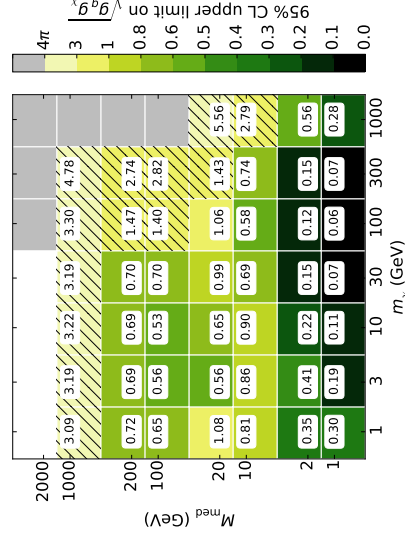 95% CL upper limit on √g_q g_χ
4π 3 1 0.8 0.6 0.5 0.4 0.3 0.2 0.1 0.0
5.56 2.79 0.56 0.28 1000
4.78 2.74 2.82 1.43 0.74 0.15 0.07 300
3.30 1.47 1.40 1.06 0.58 0.12 0.06 100
3.19 0.70 0.70 0.99 0.69 0.15 0.07 30
3.22 0.69 0.53 0.65 0.90 0.22 0.11 10
3.19 0.69 0.56 0.56 0.86 0.41 0.19 3
3.09 0.72 0.65 1.08 0.81 0.35 0.30 1
m_χ (GeV)
2000 1000 200 100 20 10 2 1
M_med (GeV)